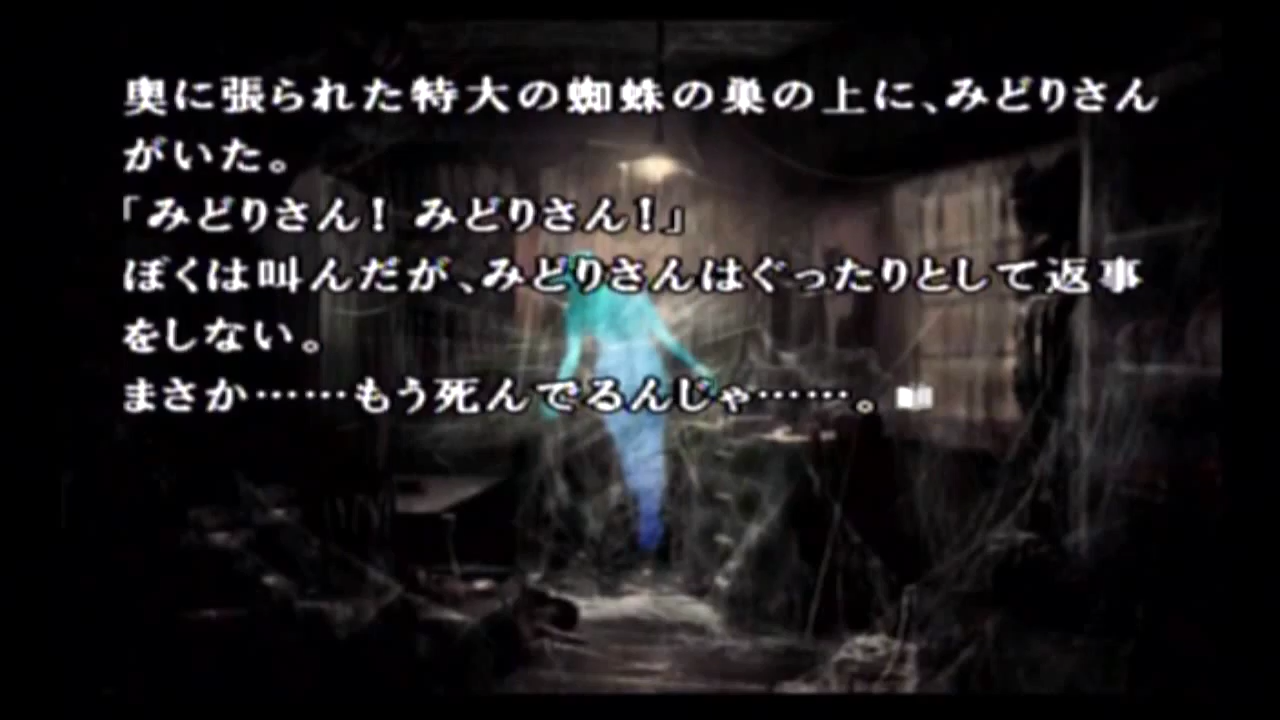 奥に張られた特大の蜘蛛の巣の上に、みどりさん
がいた。
「みどりさん！ みどりさん！」
ぼくは叫んだが、みどりさんはぐったりとして返事
をしない。
まさか……もう死んでるんじゃ……。